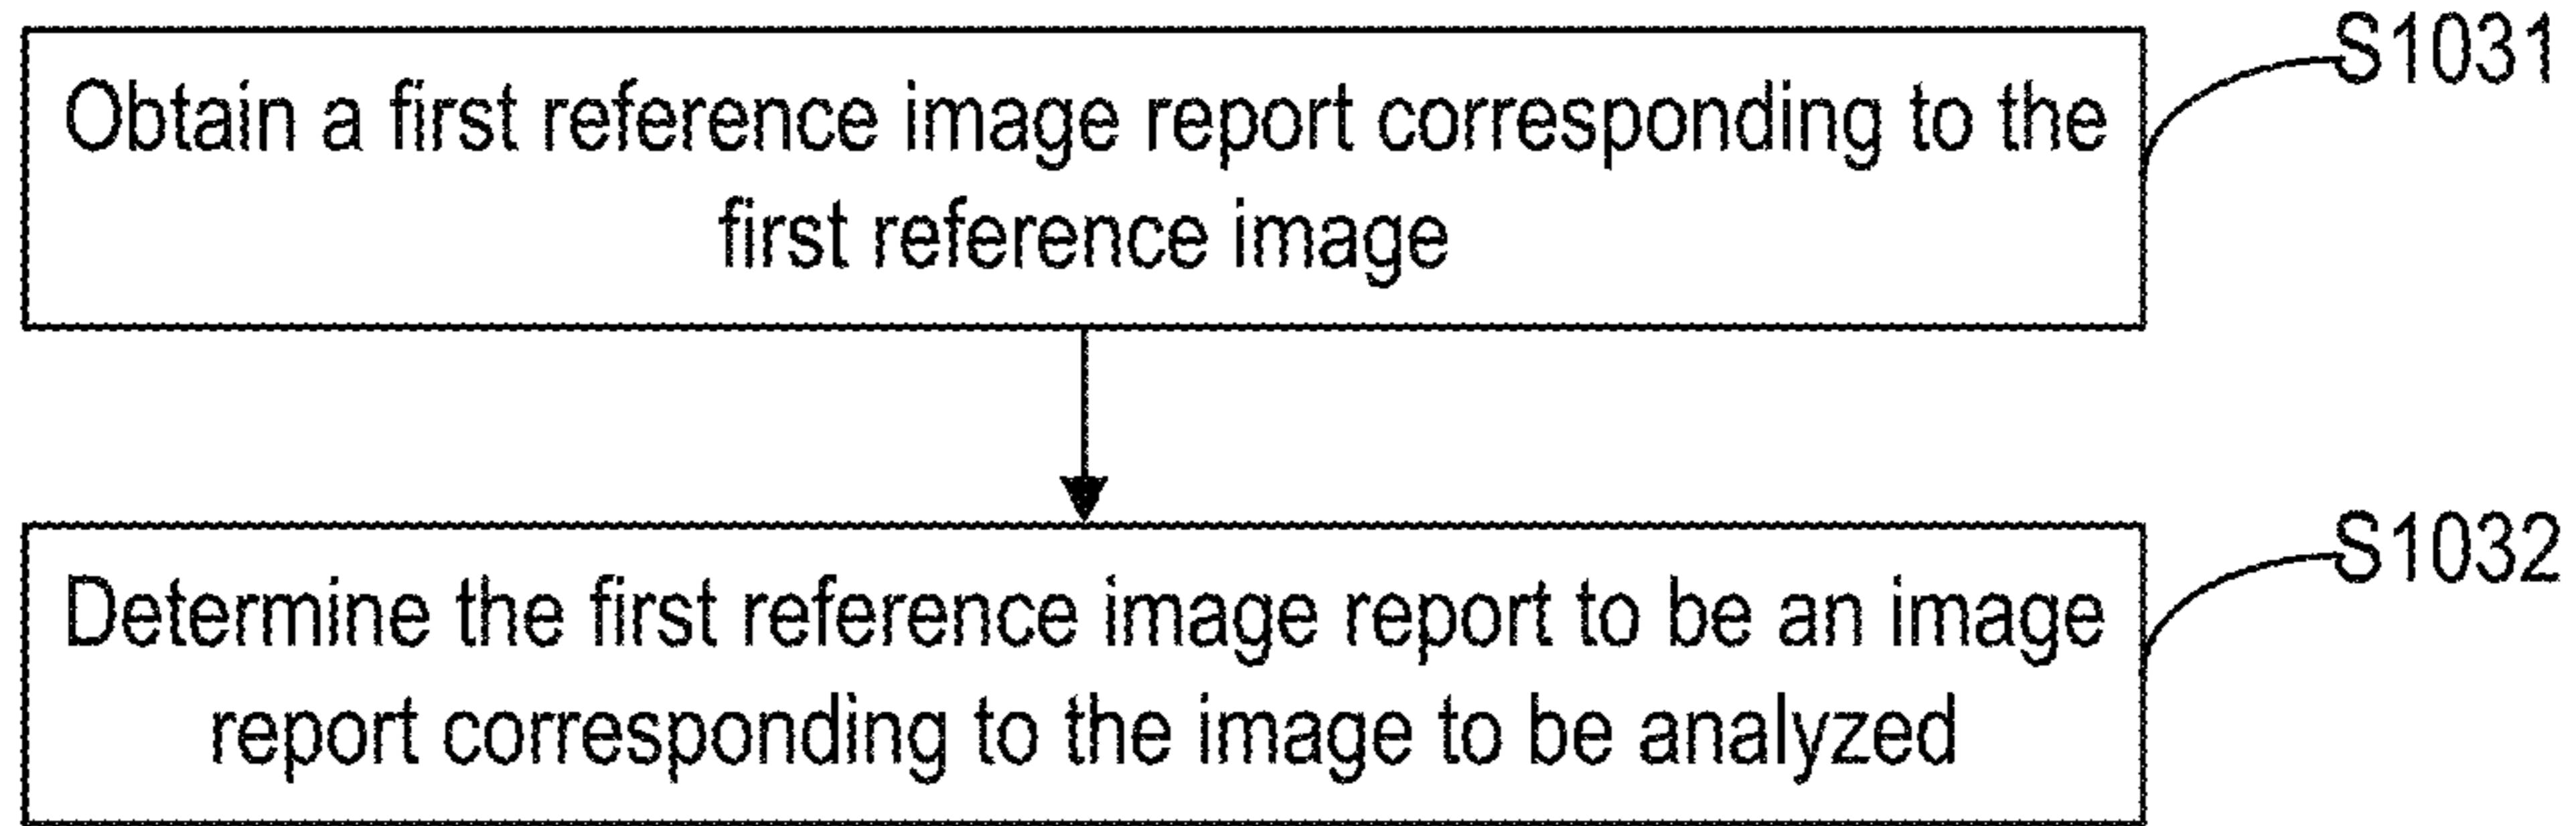 S1031
Obtain a first reference image report corresponding to the
first reference image
S1032
Determine the first reference image report to be an image
report corresponding to the image to be analyzed